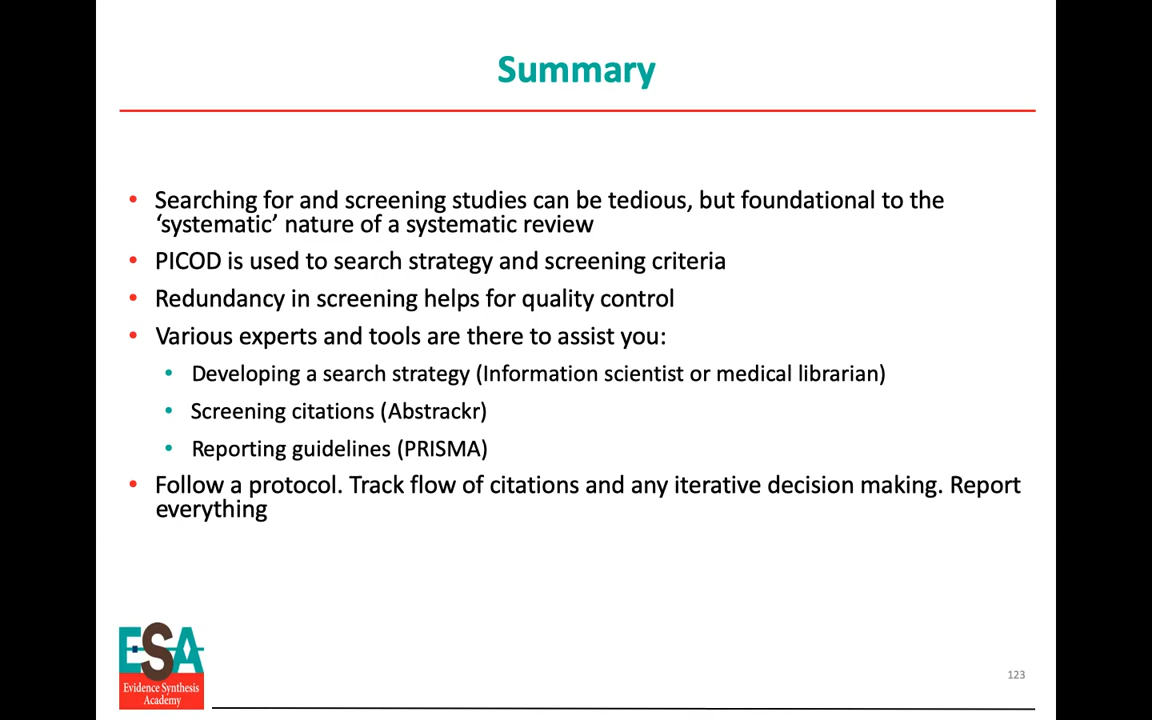 Summary
• Searching for and screening studies can be tedious, but foundational to the
‘systematic’ nature of a systematic review
• PICOD is used to search strategy and screening criteria
• Redundancy in screening helps for quality control
• Various experts and tools are there to assist you:
• Developing a search strategy (Information scientist or medical librarian)
• Screening citations (Abstrackr)
• Reporting guidelines (PRISMA)
• Follow a protocol. Track flow of citations and any iterative decision making. Report
everything
ESA
Evidence Synthesis
Academy
123